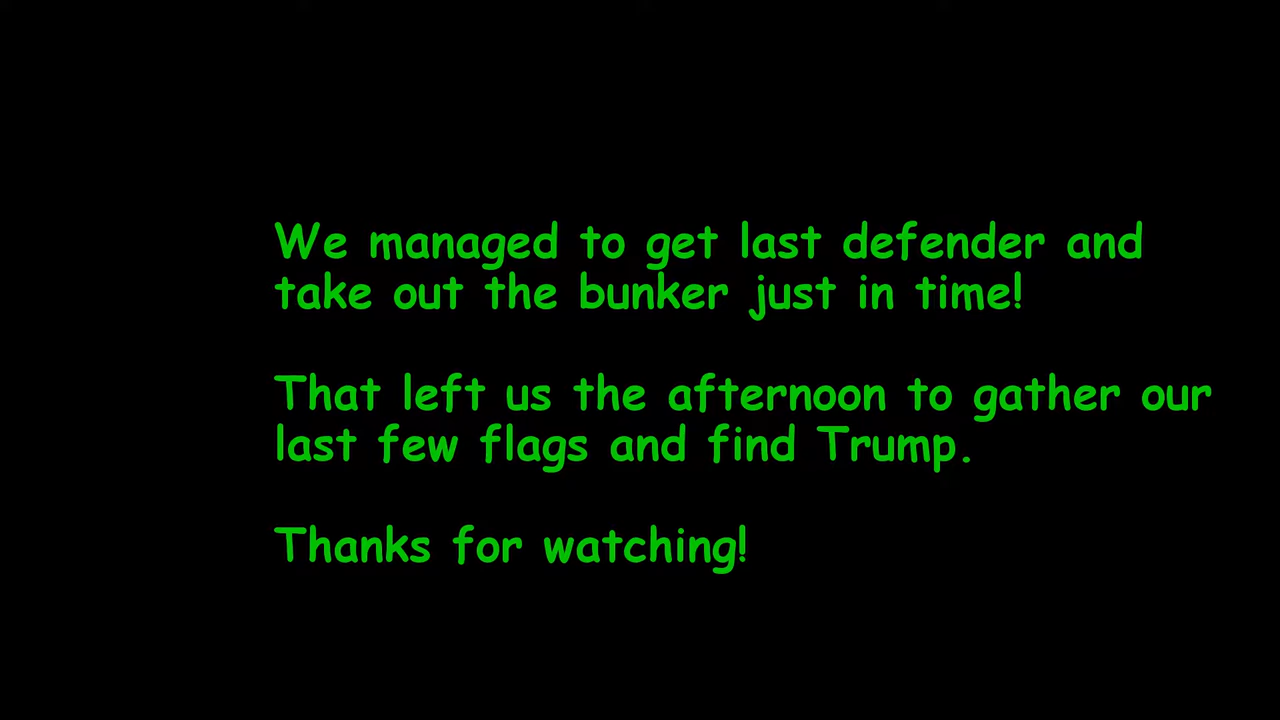 We managed to get last defender and
take out the bunker just in time!
That left us the afternoon to gather our
last few flags and find Trump.
Thanks for watching!